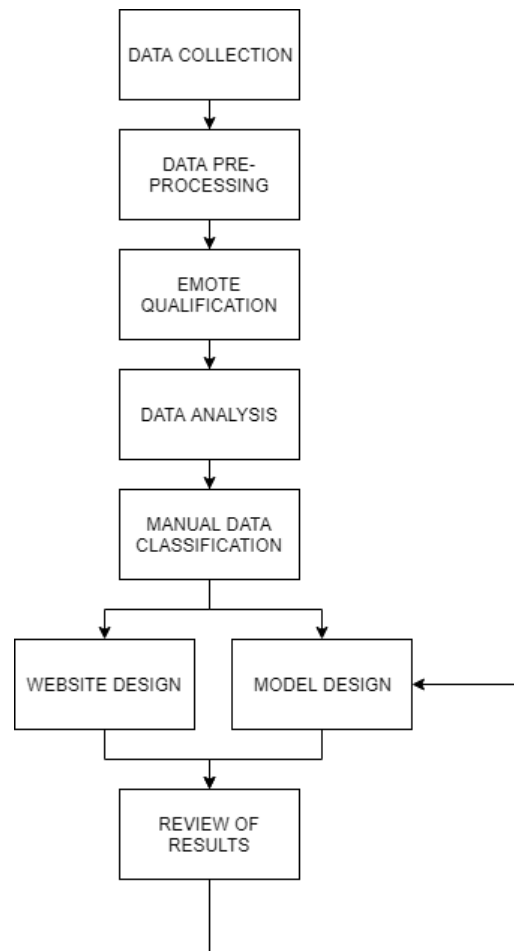 DATA COLLECTION
DATA PRE-
PROCESSING
EMOTE
QUALIFICATION
DATA ANALYSIS
MANUAL DATA
CLASSIFICATION
WEBSITE DESIGN
MODEL DESIGN
REVIEW OF
RESULTS